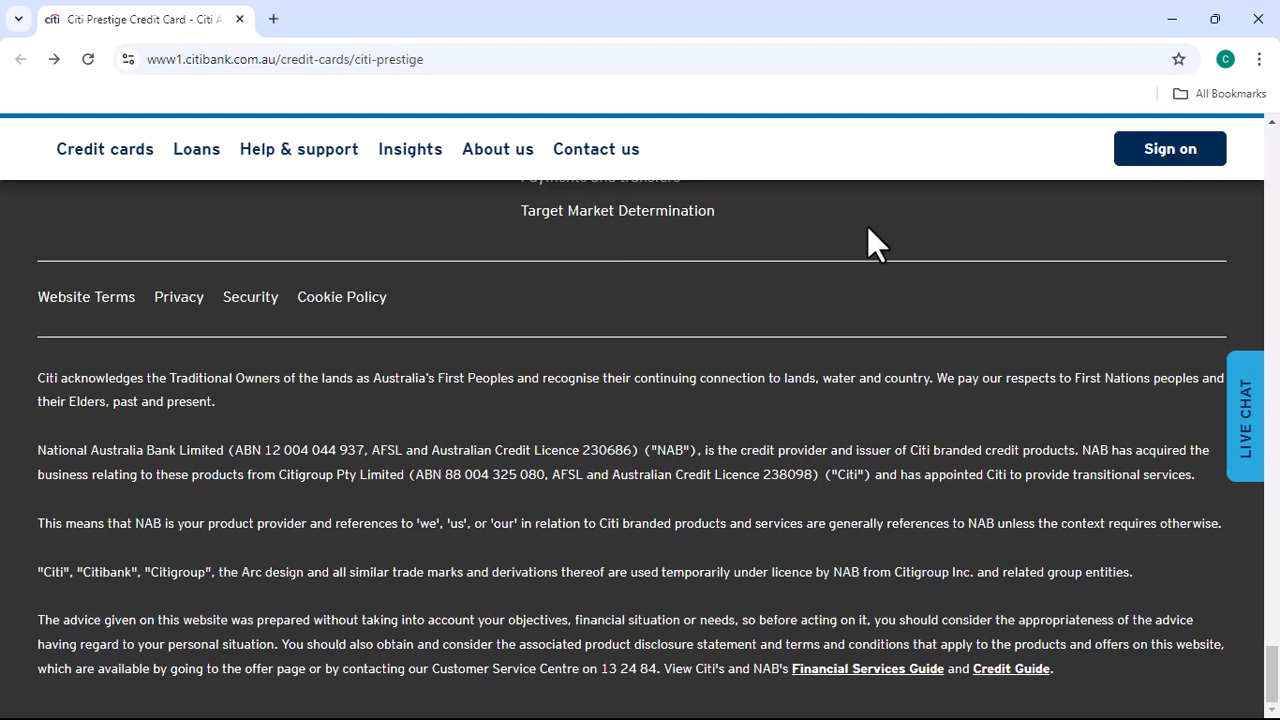 citi Citi Prestige Credit Card - Citi A
www1.citibank.com.au/credit-cards/citi-prestige
C
All Bookmarks
Credit cards Loans Help & support Insights About us Contact us Sign on
Payments and transfers
Target Market Determination
Website Terms Privacy Security Cookie Policy
LIVE CHAT
Citi acknowledges the Traditional Owners of the lands as Australia's First Peoples and recognise their continuing connection to lands, water and country. We pay our respects to First Nations peoples and
their Elders, past and present.
National Australia Bank Limited (ABN 12 004 044 937, AFSL and Australian Credit Licence 230686) ("NAB"), is the credit provider and issuer of Citi branded credit products. NAB has acquired the
business relating to these products from Citigroup Pty Limited (ABN 88 004 325 080, AFSL and Australian Credit Licence 238098) ("Citi") and has appointed Citi to provide transitional services.
This means that NAB is your product provider and references to 'we', 'us', or 'our' in relation to Citi branded products and services are generally references to NAB unless the context requires otherwise.
"Citi", "Citibank", "Citigroup", the Arc design and all similar trade marks and derivations thereof are used temporarily under licence by NAB from Citigroup Inc. and related group entities.
The advice given on this website was prepared without taking into account your objectives, financial situation or needs, so before acting on it, you should consider the appropriateness of the advice
having regard to your personal situation. You should also obtain and consider the associated product disclosure statement and terms and conditions that apply to the products and offers on this website,
which are available by going to the offer page or by contacting our Customer Service Centre on 13 24 84. View Citi's and NAB's Financial Services Guide and Credit Guide.